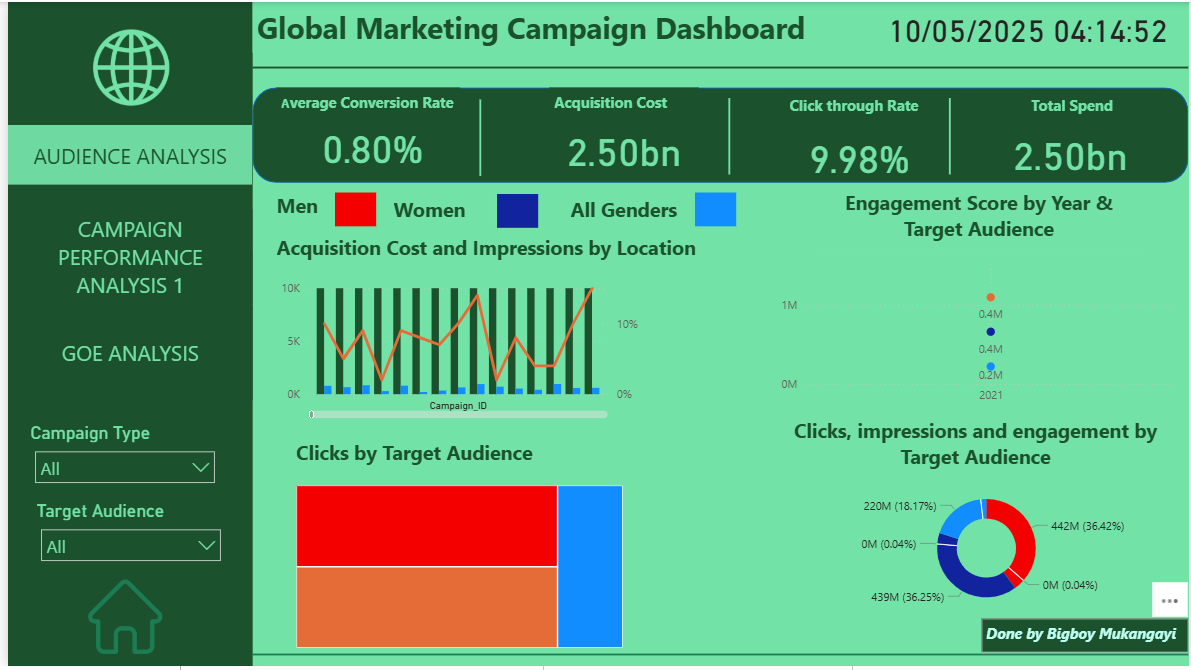 Global Marketing Campaign Dashboard
10/05/2025 04:14:52
AUDIENCE ANALYSIS
CAMPAIGN
PERFORMANCE
ANALYSIS 1
GOE ANALYSIS
Campaign Type
All
Target Audience
All
Average Conversion Rate
0.80%
Acquisition Cost
2.50bn
Click through Rate
9.98%
Total Spend
2.50bn
Men
Women
All Genders
Acquisition Cost and Impressions by Location
10K
5K
0K
10%
0%
Campaign_ID
Engagement Score by Year &
Target Audience
1M
0M
0.4M
0.4M
0.2M
2021
Clicks by Target Audience
Clicks, impressions and engagement by
Target Audience
220M (18.17%)
442M (36.42%)
0M (0.04%)
0M (0.04%)
439M (36.25%)
Done by Bigboy Mukangayi